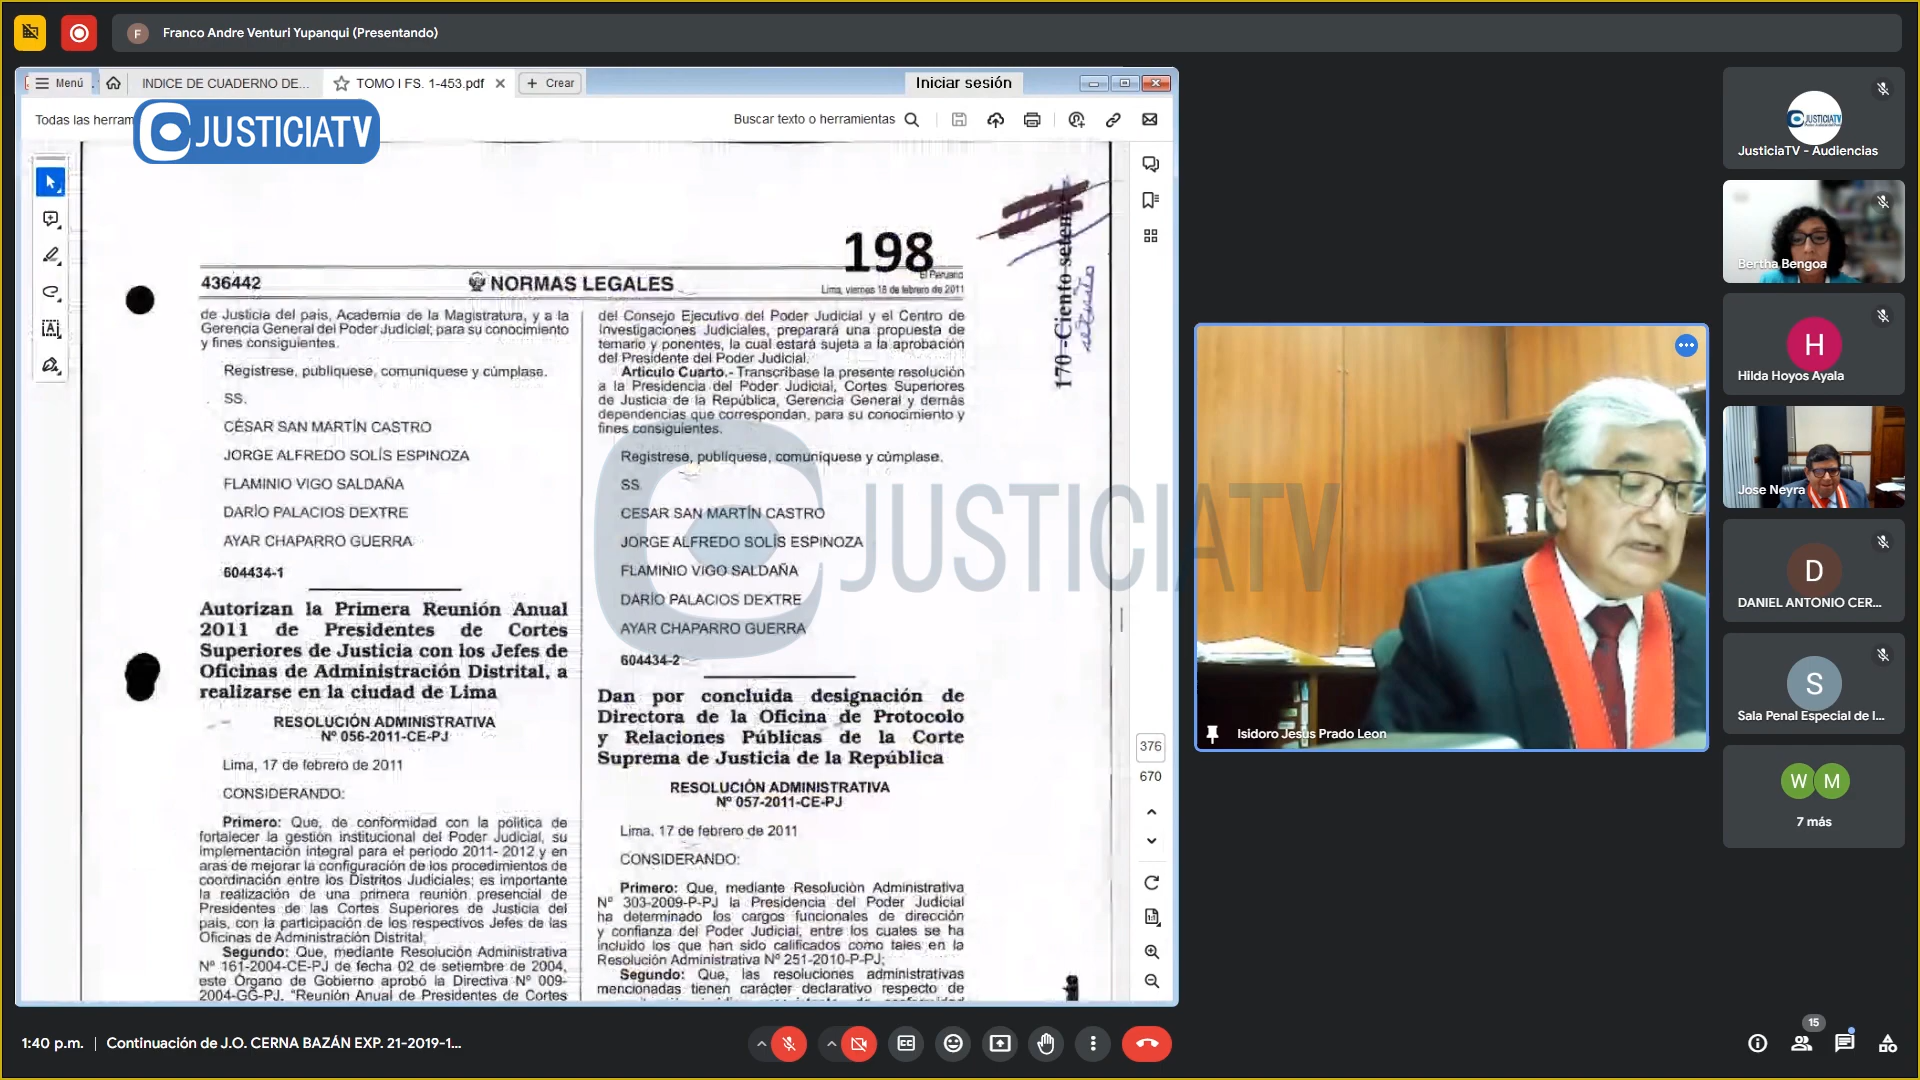 F Franco Andre Venturi Yupanqui (Presentando)
Menú
INDICE DE CUADERNO DE...
TOMO I FS. 1-453.pdf
Crear
Iniciar sesión
Todas las herram
JUSTICIATV
Buscar texto o herramientas
198
170 -Ciento
436442
NORMAS LEGALES
El Peruano
Lima, viernes 18 de febrero de 2011
de Justicia del pais, Academia de la Magistratura, y a la
Gerencia General del Poder Judicial; para su conocimiento
y fines consiguientes.
Regístrese, publíquese, comuníquese y cúmplase.
SS.
CÉSAR SAN MARTÍN CASTRO
JORGE ALFREDO SOLÍS ESPINOZA
FLAMINIO VIGO SALDAÑA
DARÍO PALACIOS DEXTRE
AYAR CHAPARRO GUERRA
604434-1
Autorizan la Primera Reunión Anual
2011 de Presidentes de Cortes
Superiores de Justicia con los Jefes de
Oficinas de Administración Distrital, a
realizarse en la ciudad de Lima
RESOLUCIÓN ADMINISTRATIVA
Nº 056-2011-CE-PJ
Lima, 17 de febrero de 2011
CONSIDERANDO:
Primero: Que, de conformidad con la política de
fortalecer la gestión institucional del Poder Judicial, su
implementación integral para el periodo 2011- 2012 y en
aras de mejorar la configuración de los procedimientos de
coordinación entre los Distritos Judiciales; es importante
la realización de una primera reunión presencial de
Presidentes de las Cortes Superiores de Justicia del
país, con la participación de los respectivos Jefes de las
Oficinas de Administración Distrital;
Segundo: Que, mediante Resolución Administrativa
Nº 161-2004-CE-PJ de fecha 02 de setiembre de 2004,
este Órgano de Gobierno aprobó la Directiva Nº 009-
2004-GG-PJ, "Reunión Anual de Presidentes de Cortes
del Consejo Ejecutivo del Poder Judicial y el Centro de
Investigaciones Judiciales, preparará una propuesta de
temario y ponentes, la cual estará sujeta a la aprobación
del Presidente del Poder Judicial.
Artículo Cuarto.- Transcríbase la presente resolución
a la Presidencia del Poder Judicial, Cortes Superiores
de Justicia de la República, Gerencia General y demás
dependencias que correspondan, para su conocimiento y
fines consiguientes.
Regístrese, publíquese, comuníquese y cúmplase.
SS.
CESAR SAN MARTÍN CASTRO
JORGE ALFREDO SOLÍS ESPINOZA
FLAMINIO VIGO SALDAÑA
DARÍO PALACIOS DEXTRE
AYAR CHAPARRO GUERRA
604434-2
Dan por concluida designación de
Directora de la Oficina de Protocolo
y Relaciones Públicas de la Corte
Suprema de Justicia de la República
RESOLUCIÓN ADMINISTRATIVA
Nº 057-2011-CE-PJ
Lima, 17 de febrero de 2011
CONSIDERANDO:
Primero: Que, mediante Resolución Administrativa
Nº 303-2009-P-PJ la Presidencia del Poder Judicial
ha determinado los cargos funcionales de dirección
y confianza del Poder Judicial, entre los cuales se ha
incluido los que han sido calificados como tales en la
Resolución Administrativa Nº 251-2010-P-PJ;
Segundo: Que, las resoluciones administrativas
mencionadas tienen carácter declarativo respecto de
JUSTICIATV
376
670
Isidoro Jesus Prado Leon
JUSTICIATV
JusticiaTV - Audiencias
Bertha Bengoa
H
Hilda Hoyos Ayala
Jose Neyra
D
DANIEL ANTONIO CER...
S
Sala Penal Especial de l...
W M
7 más
1:40 p.m. | Continuación de J.O. CERNA BAZÁN EXP. 21-2019-1...
15